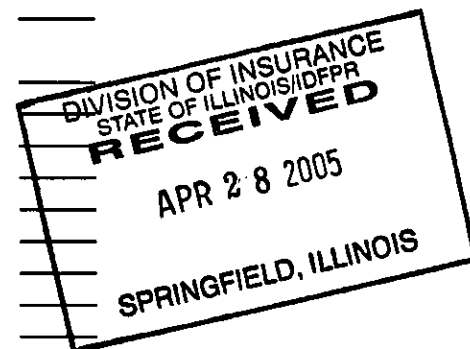 DIVISION OF INSURANCE
STATE OF ILLINOIS/IDFPR
RECEIVED
APR 28 2005
SPRINGFIELD, ILLINOIS